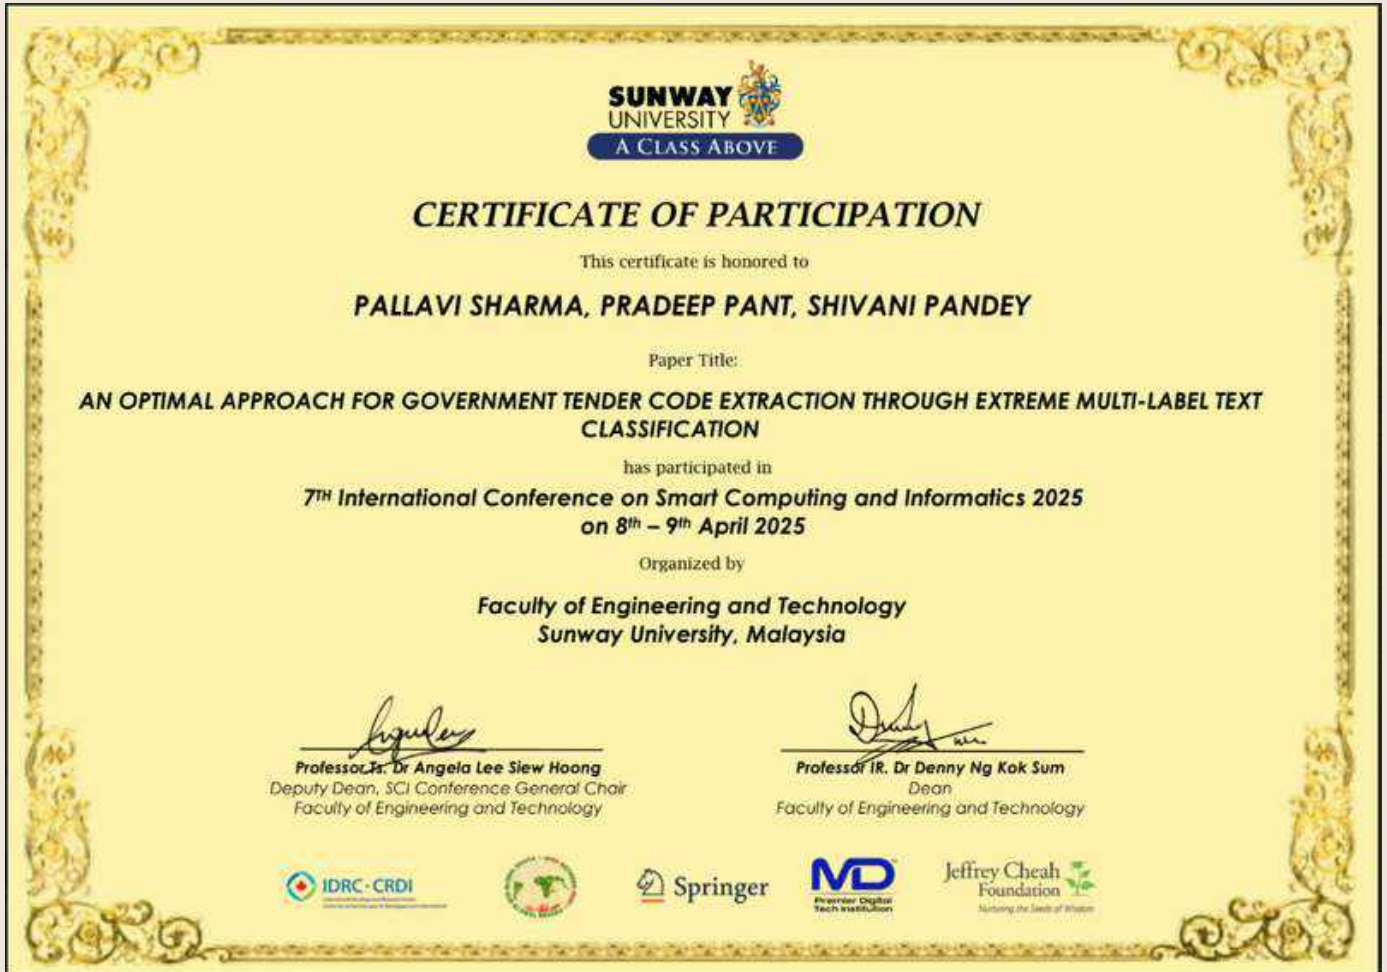 SUNWAY
UNIVERSITY
A CLASS ABOVE
CERTIFICATE OF PARTICIPATION
This certificate is honored to
PALLAVI SHARMA, PRADEEP PANT, SHIVANI PANDEY
Paper Title:
AN OPTIMAL APPROACH FOR GOVERNMENT TENDER CODE EXTRACTION THROUGH EXTREME MULTI-LABEL TEXT
CLASSIFICATION
has participated in
7TH International Conference on Smart Computing and Informatics 2025
on 8th – 9th April 2025
Organized by
Faculty of Engineering and Technology
Sunway University, Malaysia
Professor Ts. Dr Angela Lee Siew Hoong
Deputy Dean, SCI Conference General Chair
Faculty of Engineering and Technology
Professor IR. Dr Denny Ng Kok Sum
Dean
Faculty of Engineering and Technology
IDRC · CRDI
Springer
MD
Premier Digital
Tech Institution
Jeffrey Cheah
Foundation
Nurturing the Seeds of Wisdom